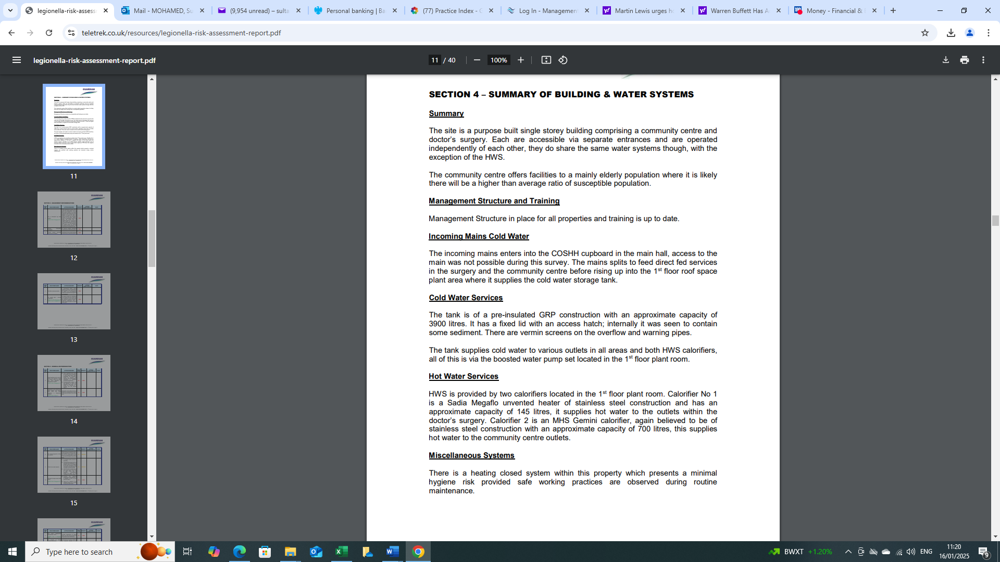 legionella-risk-assess
Mail - MOHAMED, Su
(9,954 unread) – sulta
Personal banking | Ba
(77) Practice Index - G
Log In - Managemen
Martin Lewis urges ho
Warren Buffett Has A
Money - Financial &
teletrek.co.uk/resources/legionella-risk-assessment-report.pdf
legionella-risk-assessment-report.pdf
11 / 40
100%
GUARDIAN
11
GUARDIAN
12
GUARDIAN
13
GUARDIAN
14
GUARDIAN
15
GUARDIAN
SECTION 4 – SUMMARY OF BUILDING & WATER SYSTEMS
Summary
The site is a purpose built single storey building comprising a community centre and
doctor's surgery. Each are accessible via separate entrances and are operated
independently of each other, they do share the same water systems though, with the
exception of the HWS.
The community centre offers facilities to a mainly elderly population where it is likely
there will be a higher than average ratio of susceptible population.
Management Structure and Training
Management Structure in place for all properties and training is up to date.
Incoming Mains Cold Water
The incoming mains enters into the COSHH cupboard in the main hall, access to the
main was not possible during this survey. The mains splits to feed direct fed services
in the surgery and the community centre before rising up into the 1st floor roof space
plant area where it supplies the cold water storage tank.
Cold Water Services
The tank is of a pre-insulated GRP construction with an approximate capacity of
3900 litres. It has a fixed lid with an access hatch; internally it was seen to contain
some sediment. There are vermin screens on the overflow and warning pipes.
The tank supplies cold water to various outlets in all areas and both HWS calorifiers,
all of this is via the boosted water pump set located in the 1st floor plant room.
Hot Water Services
HWS is provided by two calorifiers located in the 1st floor plant room. Calorifier No 1
is a Sadia Megaflo unvented heater of stainless steel construction and has an
approximate capacity of 145 litres, it supplies hot water to the outlets within the
doctor's surgery. Calorifier 2 is an MHS Gemini calorifier, again believed to be of
stainless steel construction with an approximate capacity of 700 litres, this supplies
hot water to the community centre outlets.
Miscellaneous Systems
There is a heating closed system within this property which presents a minimal
hygiene risk provided safe working practices are observed during routine
maintenance.
Type here to search
BWXT +1.20%
ENG
11:20
16/01/2025
9